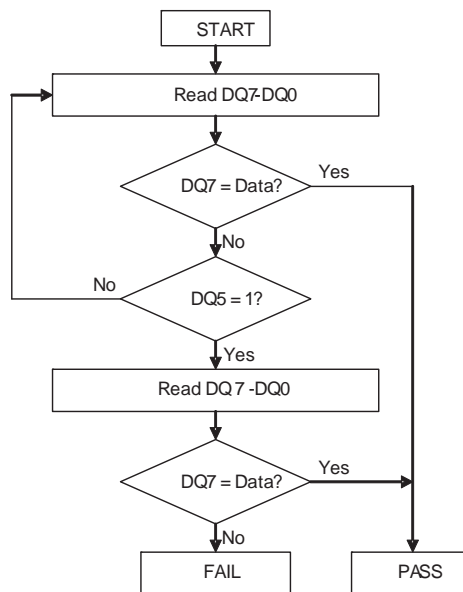 START
Read DQ7-DQ0
DQ7 = Data?
Yes
No
No
DQ5 = 1?
Yes
Read DQ 7 -DQ0
DQ7 = Data?
Yes
No
FAIL
PASS